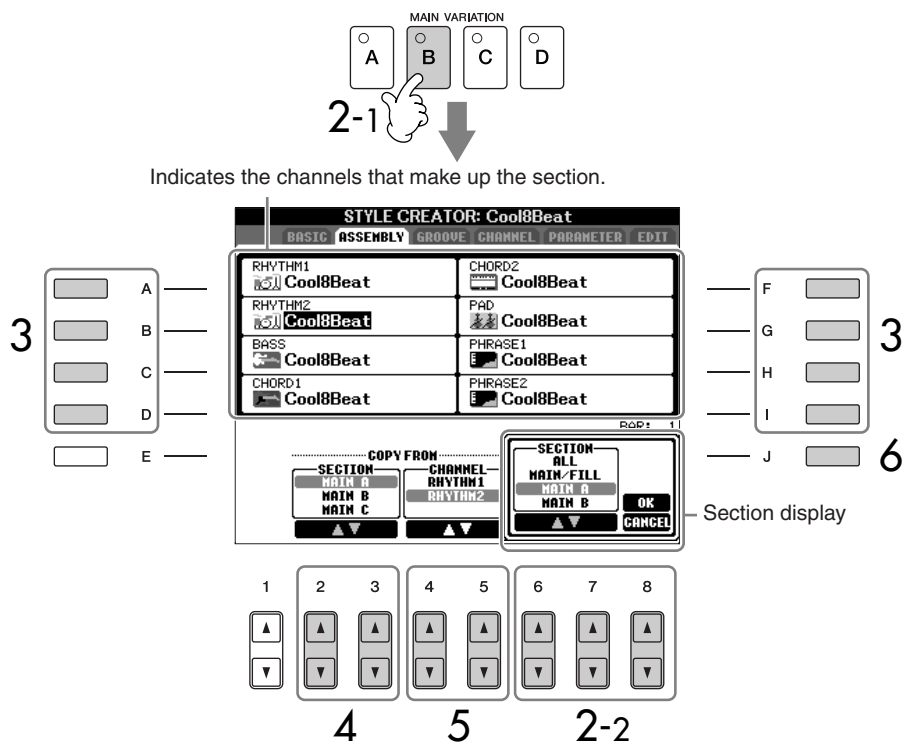 MAIN VARIATION
A B C D
2-1
Indicates the channels that make up the section.
STYLE CREATOR: Cool8Beat
BASIC ASSEMBLY GROOVE CHANNEL PARAMETER EDIT
RHYTHM1
Cool8Beat
CHORD2
Cool8Beat
RHYTHM2
Cool8Beat
PAD
Cool8Beat
BASS
Cool8Beat
PHRASE1
Cool8Beat
CHORD1
Cool8Beat
PHRASE2
Cool8Beat
3
A
B
C
D
E
F
G
H
I
J
3
6
BAR: 1
COPY FROM
SECTION
MAIN A
MAIN B
MAIN C
CHANNEL
RHYTHM1
RHYTHM2
SECTION
ALL
MAIN/FILL
MAIN A
MAIN B
OK
CANCEL
Section display
1 2 3 4 5 6 7 8
4 5 2-2